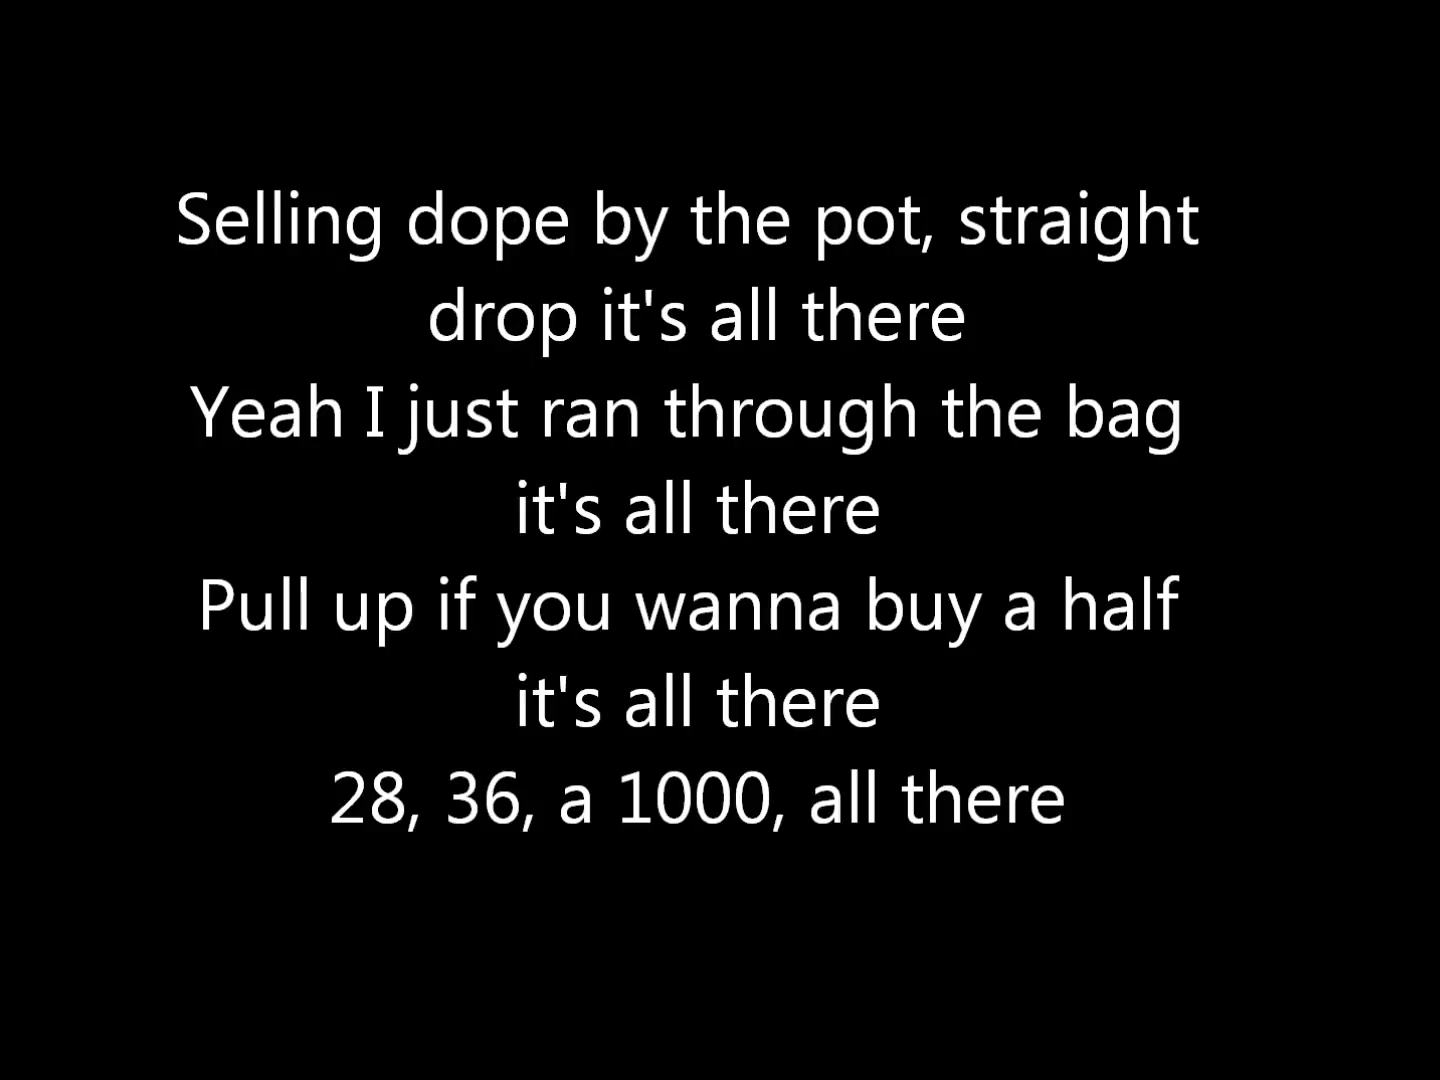 Selling dope by the pot, straight
drop it's all there
Yeah I just ran through the bag
it's all there
Pull up if you wanna buy a half
it's all there
28, 36, a 1000, all there